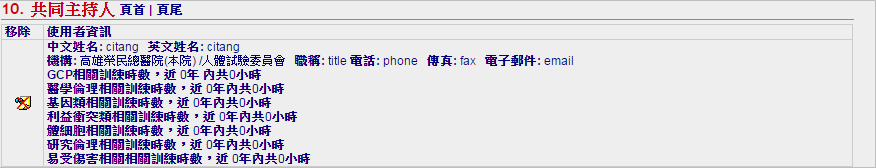 10. 共同主持人 頁首 | 頁尾
移除 使用者資訊
中文姓名: citang 英文姓名: citang
機構: 高雄榮民總醫院(本院) /人體試驗委員會 職稱: title 電話: phone 傳真: fax 電子郵件: email
GCP相關訓練時數，近 0年 內共0小時
醫學倫理相關訓練時數，近 0年內共0小時
基因類相關訓練時數，近 0年內共0小時
利益衝突類相關訓練時數，近 0年內共0小時
體細胞相關訓練時數，近 0年內共0小時
研究倫理相關訓練時數，近 0年內共0小時
易受傷害相關相關訓練時數，近 0年內共0小時